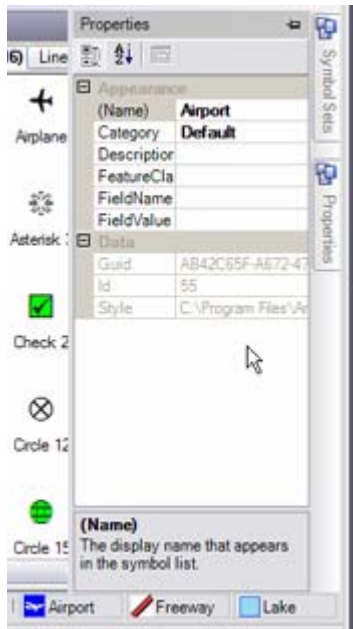 Properties
6) Line
Symbol Sets
Properties
Appearance
(Name) Airport
Category Default
Description
FeatureCla
FieldName
FieldValue
Data
Guid AB42C65F-A672-47
Id 55
Style C:\Program Files\Ar
Airplane
Asterisk
Check 2
Circle 12
Circle 15
(Name)
The display name that appears
in the symbol list.
Airport Freeway Lake